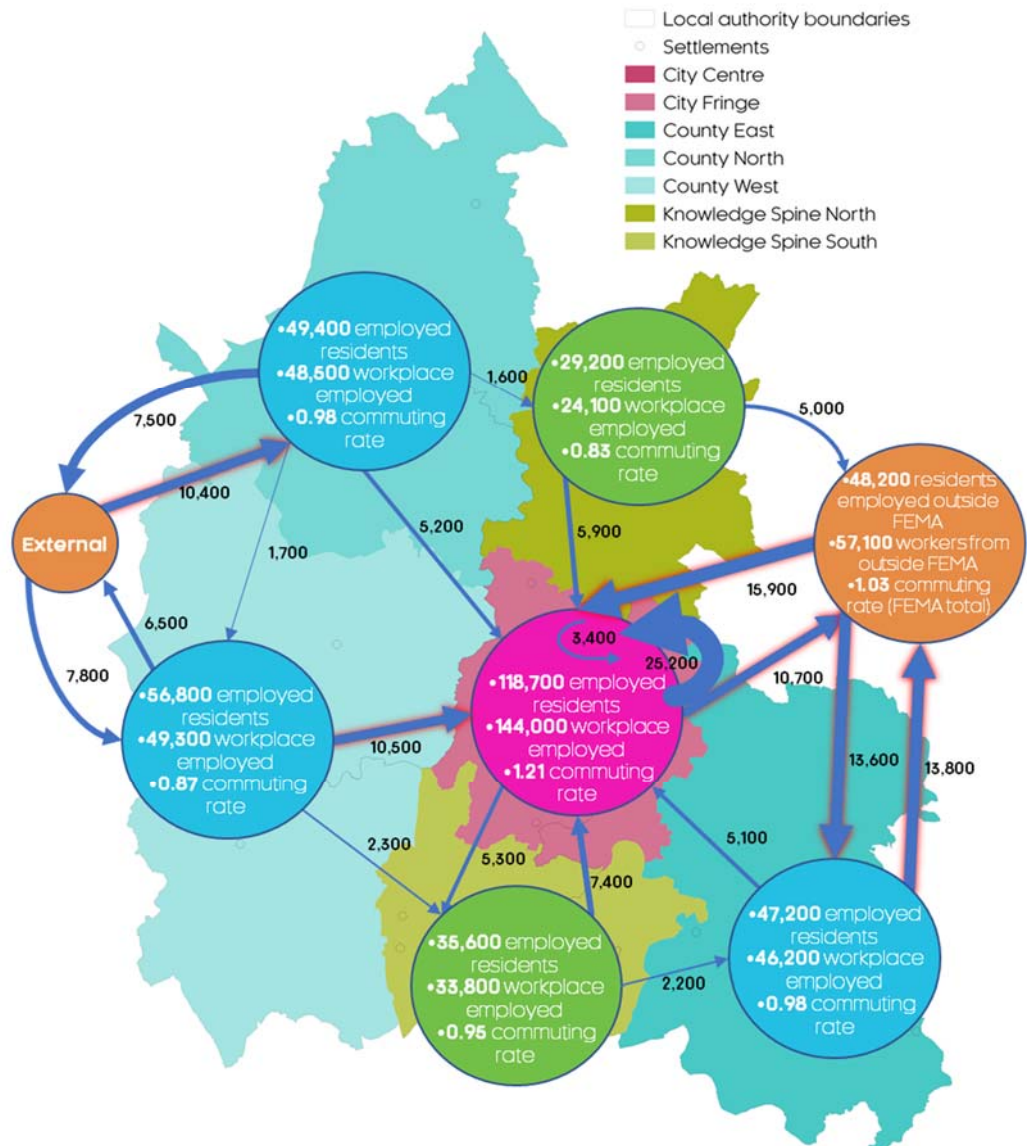 Local authority boundaries
Settlements
City Centre
City Fringe
County East
County North
County West
Knowledge Spine North
Knowledge Spine South
•49,400 employed
residents
•48,500 workplace
employed
•0.98 commuting
rate
1,600
•29,200 employed
residents
•24,100 workplace
employed
•0.83 commuting
rate
5,000
7,500
10,400
External
1,700
5,200
5,900
•48,200 residents
employed outside
FEMA
•57,100 workers from
outside FEMA
•1.03 commuting
rate (FEMA total)
15,900
3,400
25,200
10,700
6,500
7,800
•56,800 employed
residents
•49,300 workplace
employed
•0.87 commuting
rate
10,500
•118,700 employed
residents
•144,000 workplace
employed
•1.21 commuting
rate
13,600
13,800
2,300
5,300
7,400
5,100
•35,600 employed
residents
•33,800 workplace
employed
•0.95 commuting
rate
2,200
•47,200 employed
residents
•46,200 workplace
employed
•0.98 commuting
rate